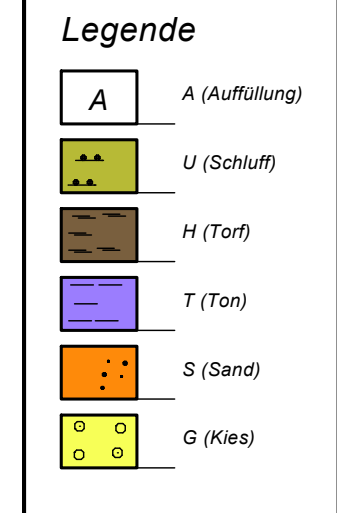 Legende
A A (Auffüllung)
U (Schluff)
H (Torf)
T (Ton)
S (Sand)
G (Kies)